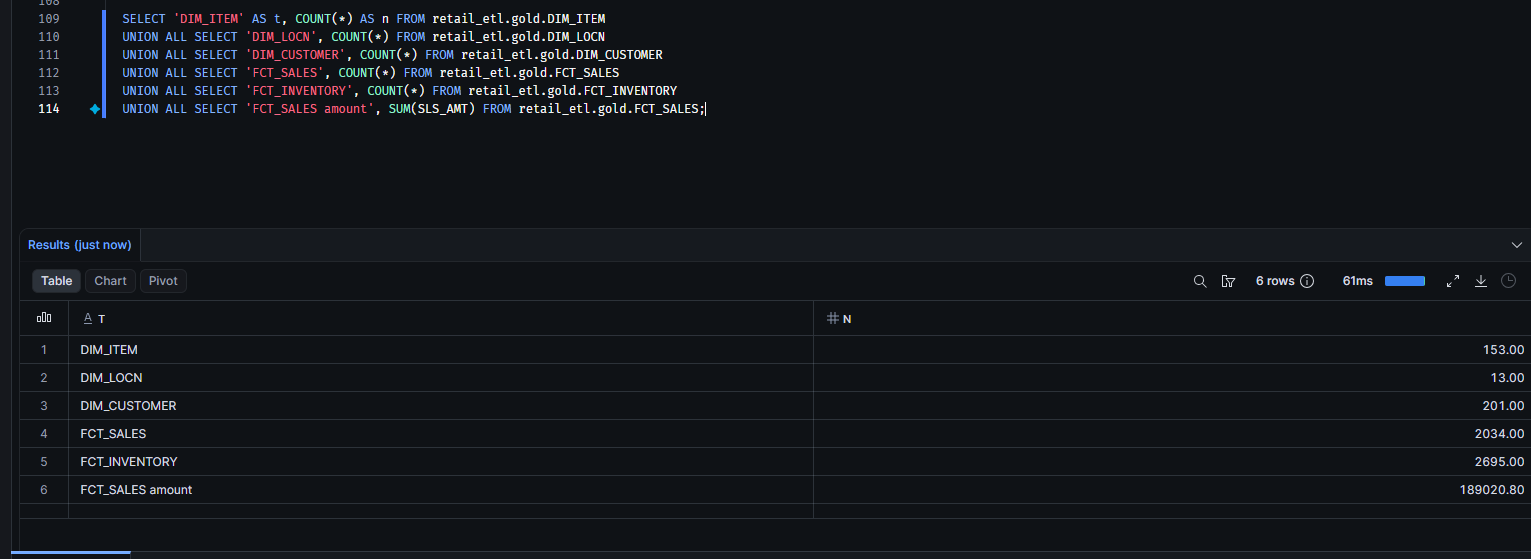 108
109 SELECT 'DIM_ITEM' AS t, COUNT(*) AS n FROM retail_etl.gold.DIM_ITEM
110 UNION ALL SELECT 'DIM_LOCN', COUNT(*) FROM retail_etl.gold.DIM_LOCN
111 UNION ALL SELECT 'DIM_CUSTOMER', COUNT(*) FROM retail_etl.gold.DIM_CUSTOMER
112 UNION ALL SELECT 'FCT_SALES', COUNT(*) FROM retail_etl.gold.FCT_SALES
113 UNION ALL SELECT 'FCT_INVENTORY', COUNT(*) FROM retail_etl.gold.FCT_INVENTORY
114 UNION ALL SELECT 'FCT_SALES amount', SUM(SLS_AMT) FROM retail_etl.gold.FCT_SALES;
Results (just now)
Table Chart Pivot 6 rows 61ms
A T # N
1 DIM_ITEM 153.00
2 DIM_LOCN 13.00
3 DIM_CUSTOMER 201.00
4 FCT_SALES 2034.00
5 FCT_INVENTORY 2695.00
6 FCT_SALES amount 189020.80